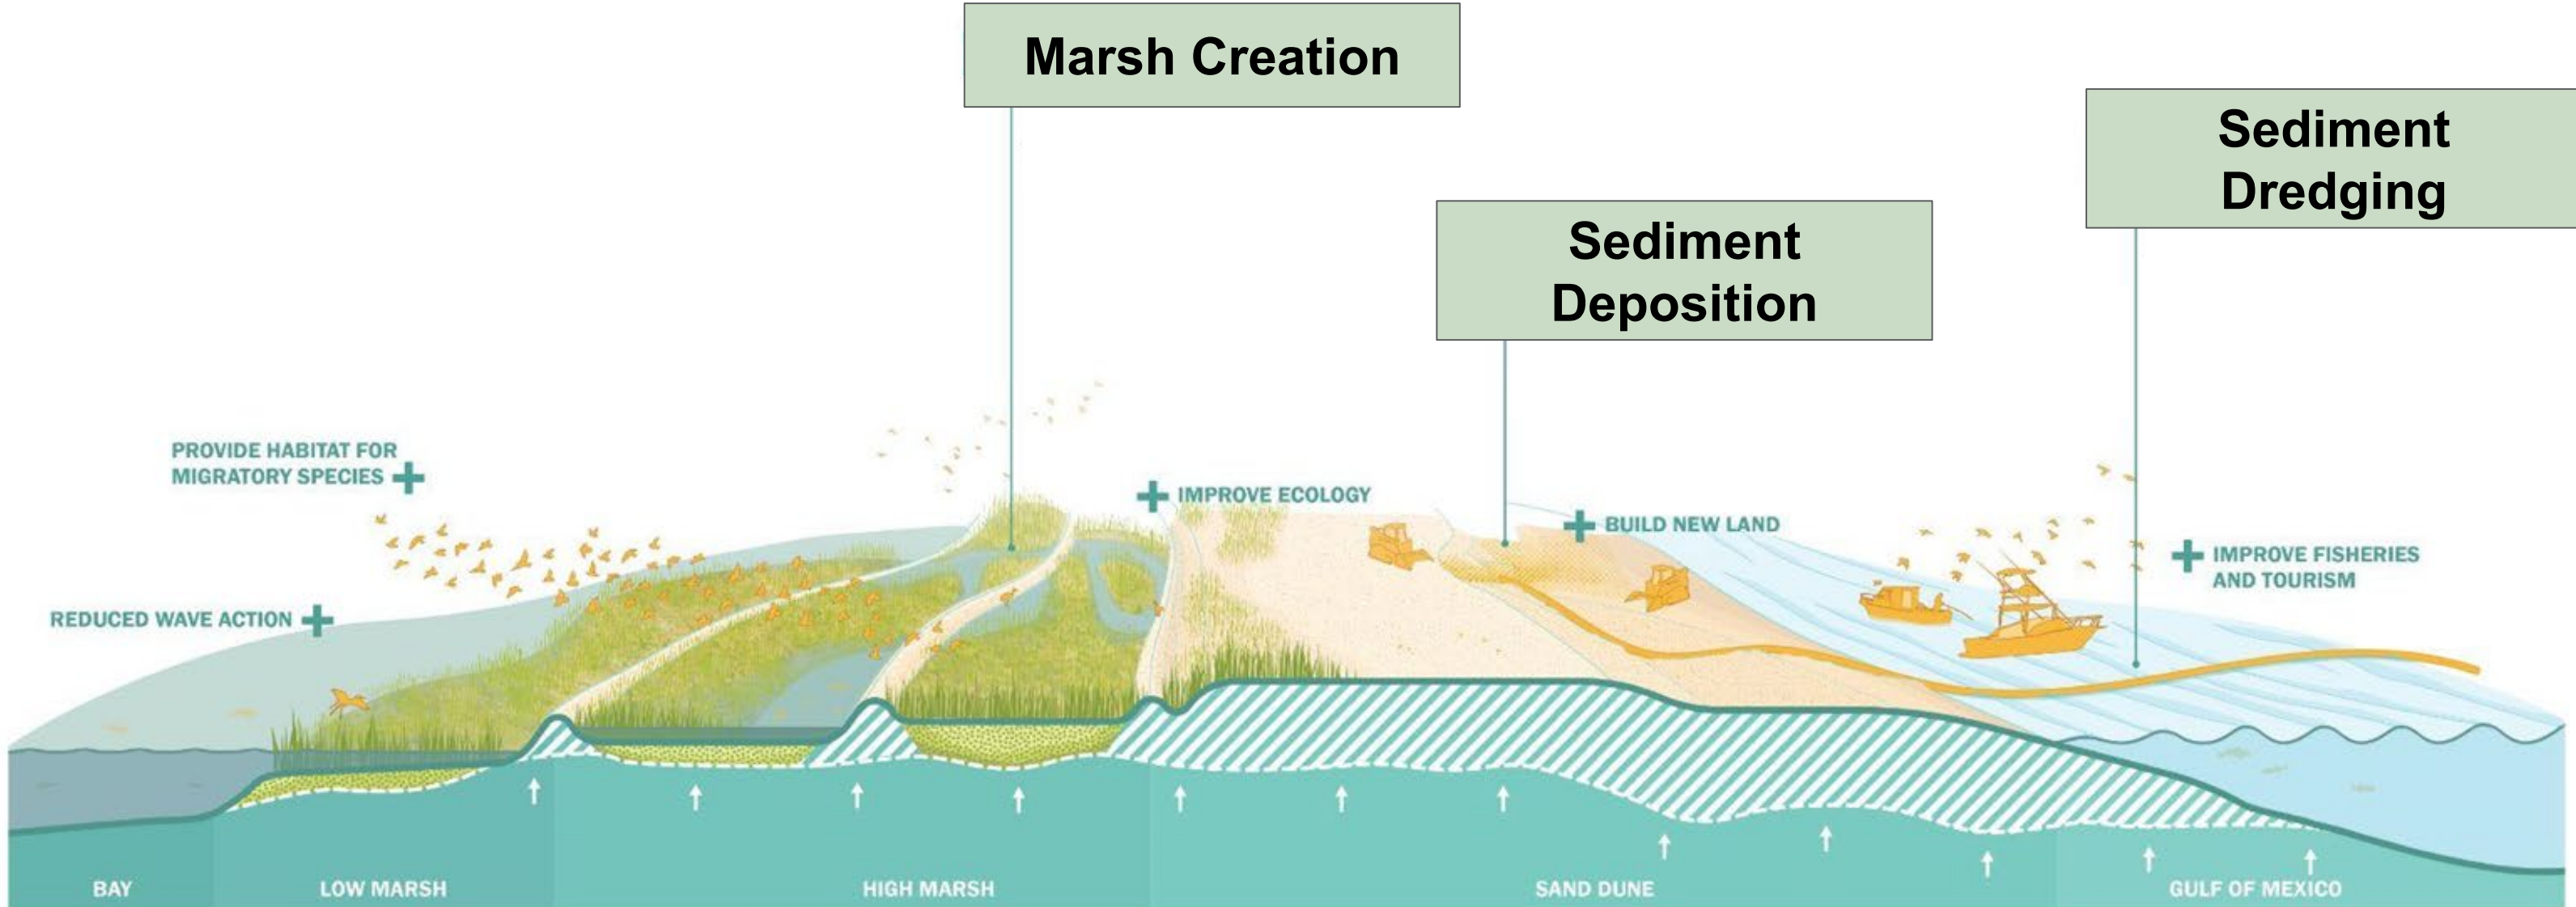 Marsh Creation
Sediment
Dredging
Sediment
Deposition
PROVIDE HABITAT FOR
MIGRATORY SPECIES
IMPROVE ECOLOGY
BUILD NEW LAND
IMPROVE FISHERIES
AND TOURISM
REDUCED WAVE ACTION
BAY
LOW MARSH
HIGH MARSH
SAND DUNE
GULF OF MEXICO